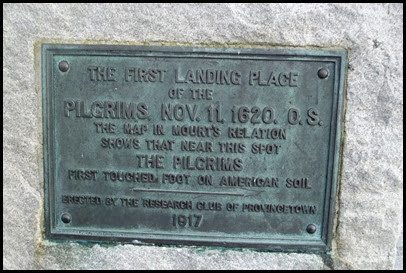 THE FIRST LANDING PLACE
OF THE
PILGRIMS, NOV. 11, 1620. O.S.
THE MAP IN MOURT'S RELATION
SHOWS THAT NEAR THIS SPOT
THE PILGRIMS
FIRST TOUCHED FOOT ON AMERICAN SOIL
ERECTED BY THE RESEARCH CLUB OF PROVINCETOWN
1917